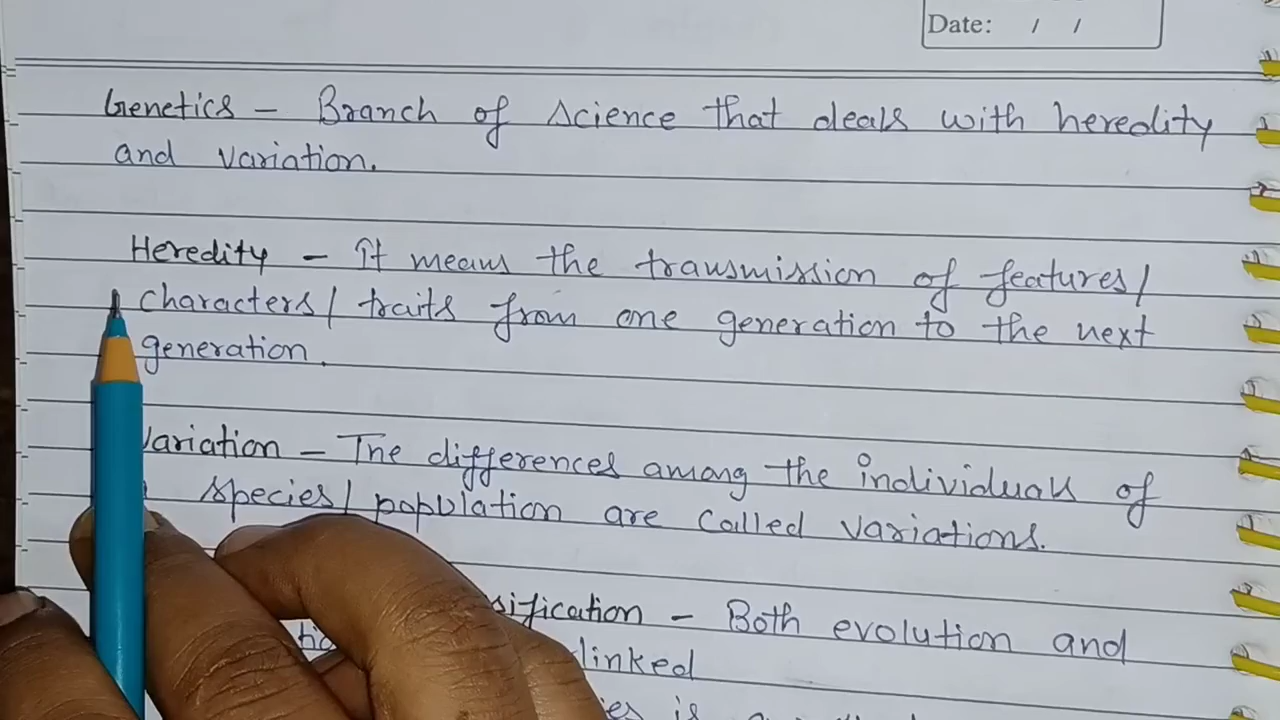 Date: / /
Genetics - Branch of Science that deals with heredity
and variation.
Heredity - It means the transmission of features/
characters/ traits from one generation to the next
generation.
Variation - The differences among the individuals of
species/ population are called variations.
sification - Both evolution and
linked
is